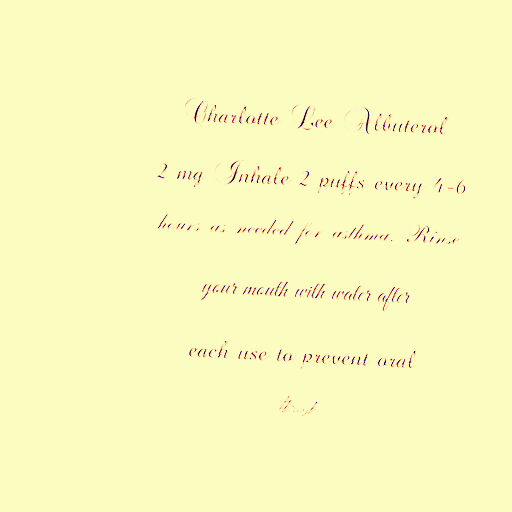 Charlotte Lee Albuterol
2 mg Inhale 2 puffs every 4-6
hours as needed for asthma. Rinse
your mouth with water after
each use to prevent oral